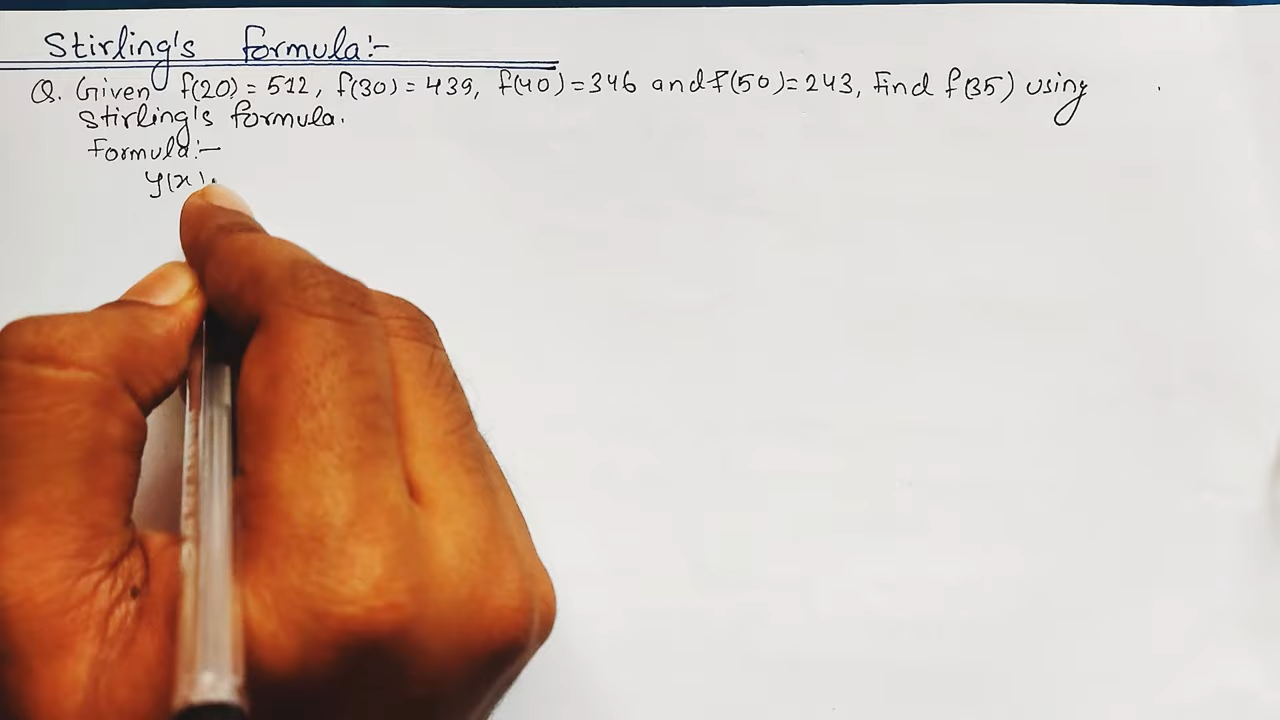 Stirling's formula:-
Q. Given f(20) = 512, f(30) = 439, f(40) = 346 and f(50) = 243, Find f(35) using
Stirling's formula.
Formula:-
y(x)